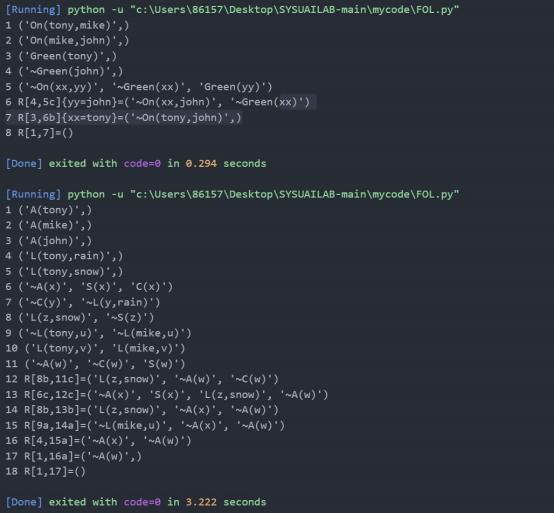 [Running] python -u "c:\Users\86157\Desktop\SYSUAILAB-main\mycode\FOL.py"
1 ('On(tony,mike)',)
2 ('On(mike,john)',)
3 ('Green(tony)',)
4 ('~Green(john)',)
5 ('~On(xx,yy)', '~Green(xx)', 'Green(yy)')
6 R[4,5c]{yy=john}=('~On(xx,john)', '~Green(xx)')
7 R[3,6b]{xx=tony}=('~On(tony,john)',)
8 R[1,7]=()
[Done] exited with code=0 in 0.294 seconds
[Running] python -u "c:\Users\86157\Desktop\SYSUAILAB-main\mycode\FOL.py"
1 ('A(tony)',)
2 ('A(mike)',)
3 ('A(john)',)
4 ('L(tony,rain)',)
5 ('L(tony,snow)',)
6 ('~A(x)', 'S(x)', 'C(x)')
7 ('~C(y)', '~L(y,rain)')
8 ('L(z,snow)', '~S(z)')
9 ('~L(tony,u)', '~L(mike,u)')
10 ('L(tony,v)', 'L(mike,v)')
11 ('~A(w)', '~C(w)', 'S(w)')
12 R[8b,11c]=('L(z,snow)', '~A(w)', '~C(w)')
13 R[6c,12c]=('~A(x)', 'S(x)', 'L(z,snow)', '~A(w)')
14 R[8b,13b]=('L(z,snow)', '~A(x)', '~A(w)')
15 R[9a,14a]=('~L(mike,u)', '~A(x)', '~A(w)')
16 R[4,15a]=('~A(x)', '~A(w)')
17 R[1,16a]=('~A(w)',)
18 R[1,17]=()
[Done] exited with code=0 in 3.222 seconds